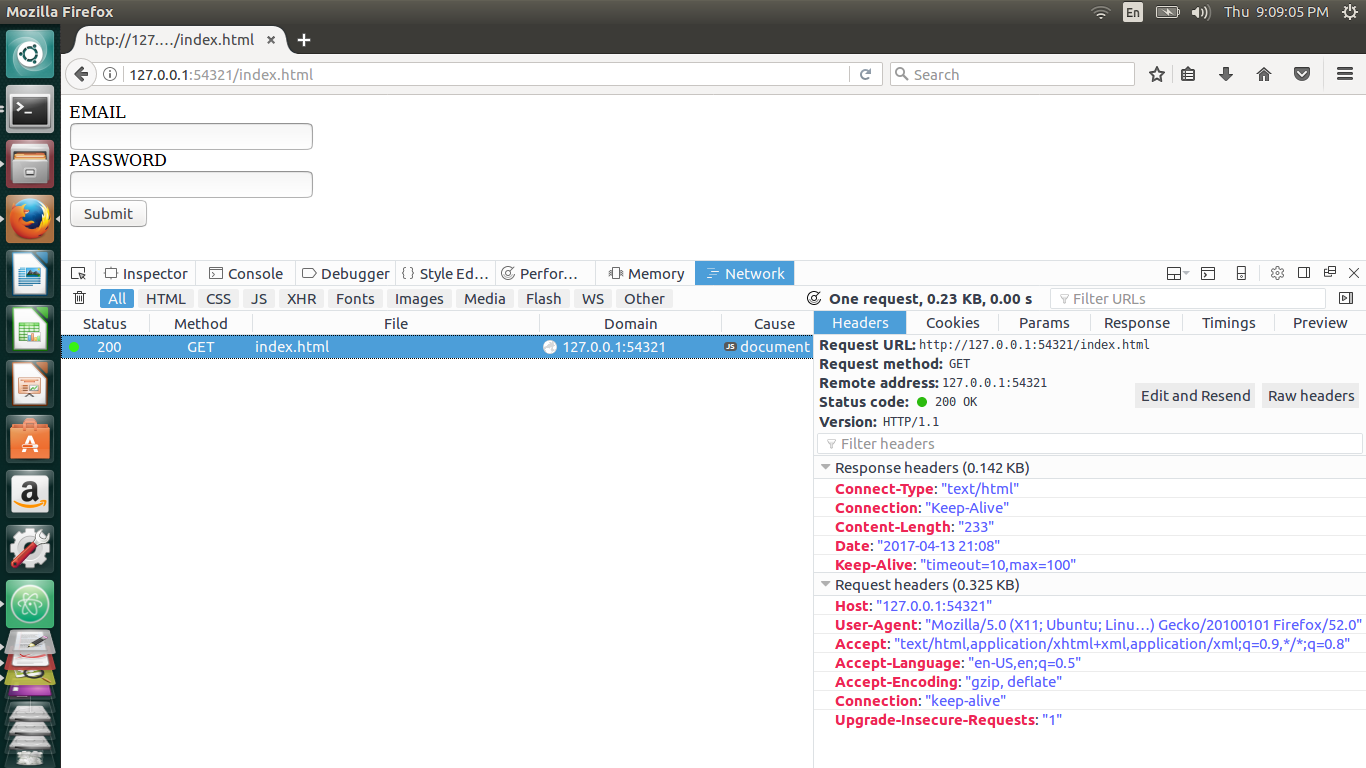 Mozilla Firefox En Thu 9:09:05 PM
http://127.…/index.html
127.0.0.1:54321/index.html Search
EMAIL
PASSWORD
Submit
Inspector Console Debugger Style Ed… Perfor… Memory Network
All HTML CSS JS XHR Fonts Images Media Flash WS Other One request, 0.23 KB, 0.00 s Filter URLs
Status Method File Domain Cause Headers Cookies Params Response Timings Preview
200 GET index.html 127.0.0.1:54321 JS document
Request URL: http://127.0.0.1:54321/index.html
Request method: GET
Remote address: 127.0.0.1:54321
Status code: 200 OK Edit and Resend Raw headers
Version: HTTP/1.1
Filter headers
Response headers (0.142 KB)
Connect-Type: "text/html"
Connection: "Keep-Alive"
Content-Length: "233"
Date: "2017-04-13 21:08"
Keep-Alive: "timeout=10,max=100"
Request headers (0.325 KB)
Host: "127.0.0.1:54321"
User-Agent: "Mozilla/5.0 (X11; Ubuntu; Linu…) Gecko/20100101 Firefox/52.0"
Accept: "text/html,application/xhtml+xml,application/xml;q=0.9,*/*;q=0.8"
Accept-Language: "en-US,en;q=0.5"
Accept-Encoding: "gzip, deflate"
Connection: "keep-alive"
Upgrade-Insecure-Requests: "1"